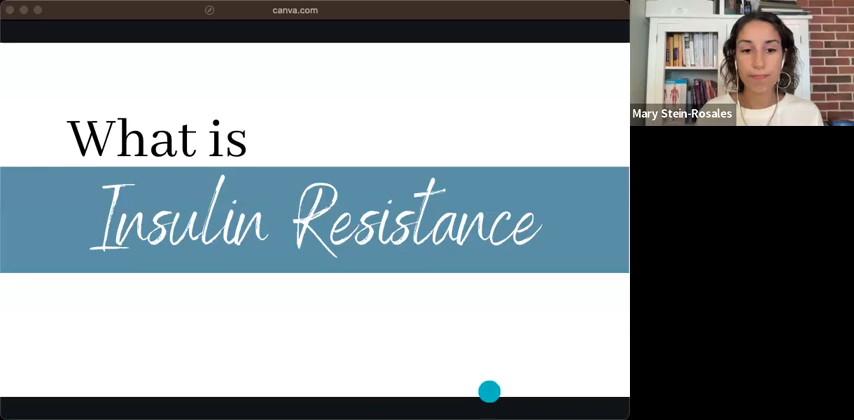 canva.com
What is
Insulin Resistance
Mary Stein-Rosales